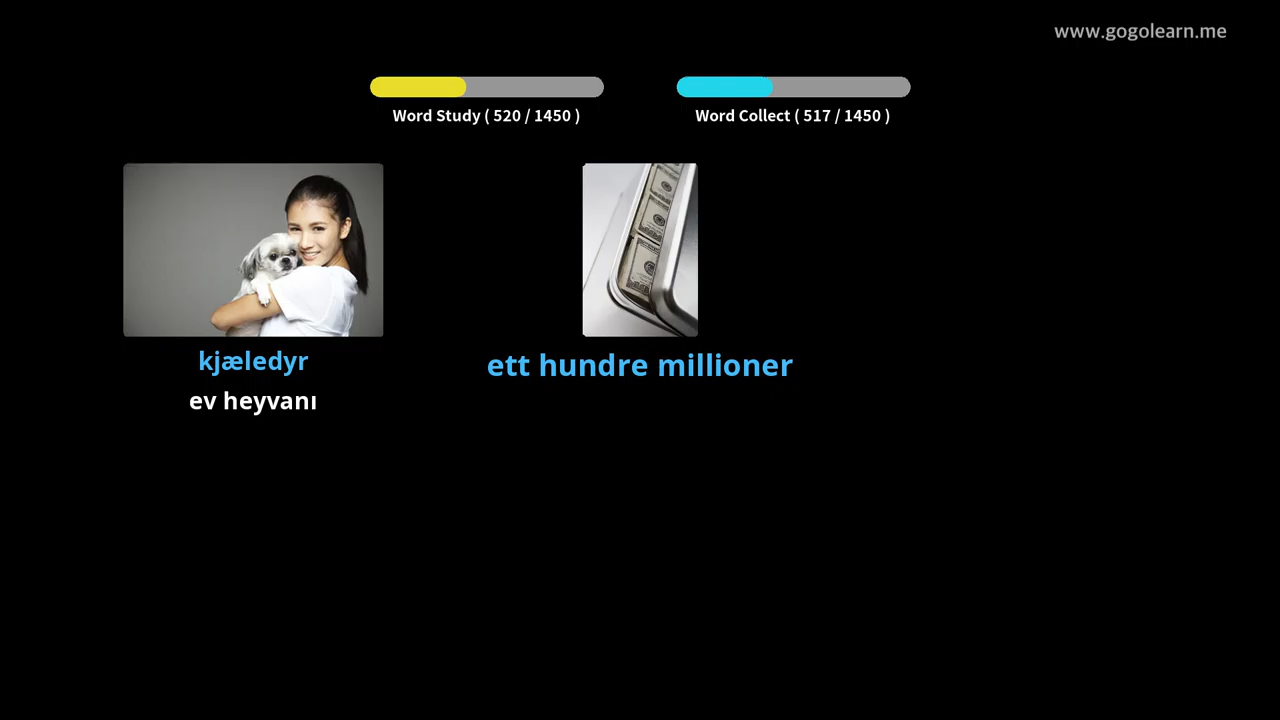 www.gogolearn.me
Word Study ( 520 / 1450 )
Word Collect ( 517 / 1450 )
kjæledyr
ev heyvanı
ett hundre millioner